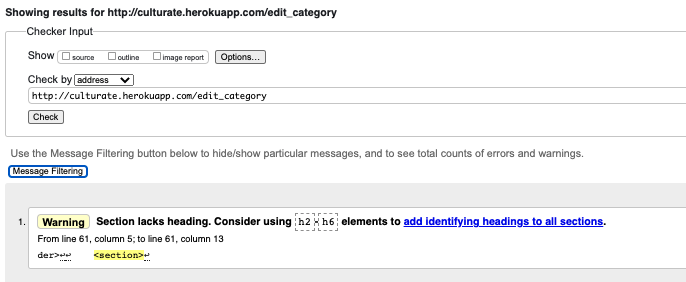 Showing results for http://culturate.herokuapp.com/edit_category
Checker Input
Show source outline image report Options...
Check by address
http://culturate.herokuapp.com/edit_category
Check
Use the Message Filtering button below to hide/show particular messages, and to see total counts of errors and warnings.
Message Filtering
1. Warning Section lacks heading. Consider using h2-h6 elements to add identifying headings to all sections.
From line 61, column 5; to line 61, column 13
der>↩↩ <section>↩